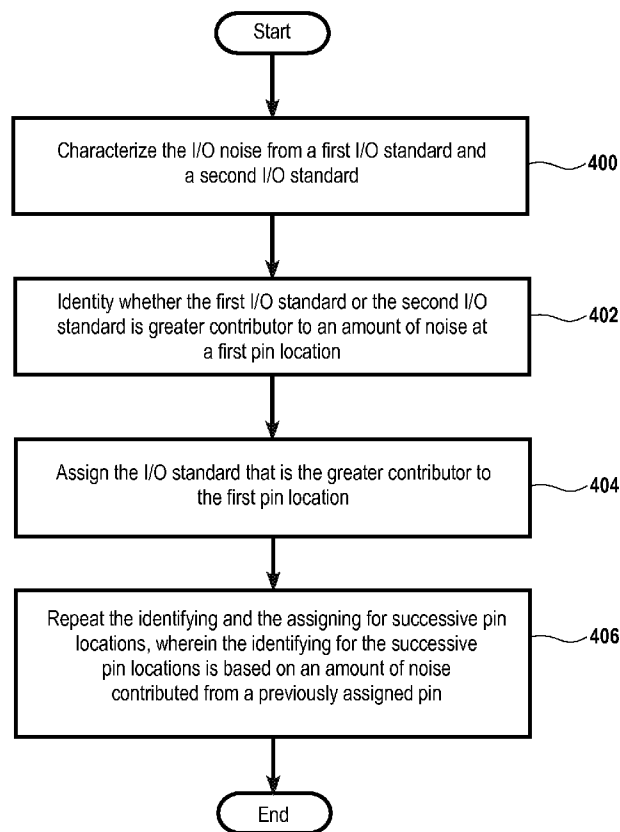 Start
Characterize the I/O noise from a first I/O standard and
a second I/O standard
400
Identity whether the first I/O standard or the second I/O
standard is greater contributor to an amount of noise at
a first pin location
402
Assign the I/O standard that is the greater contributor to
the first pin location
404
Repeat the identifying and the assigning for successive pin
locations, wherein the identifying for the successive
pin locations is based on an amount of noise
contributed from a previously assigned pin
406
End